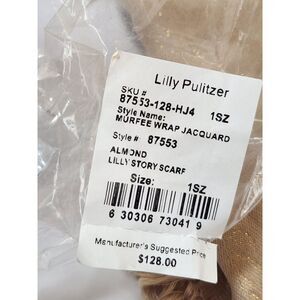 Lilly Pulitzer
SKU #
87553-128-HJ4 1SZ
Style Name:
MURFEE WRAP JACQUARD
Style # 87553
ALMOND
LILLY STORY SCARF
Size: 1SZ
6 30306 73041 9
Manufacturer's Suggested Price
$128.00